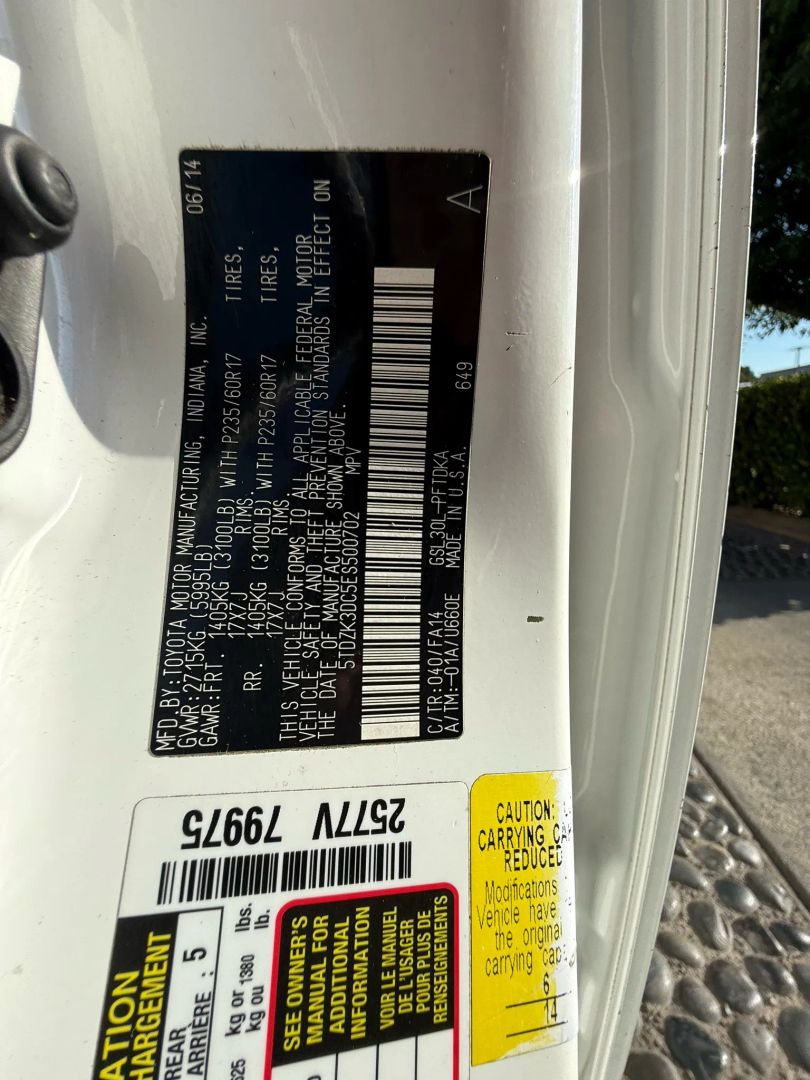 MFD.BY:TOYOTA MOTOR MANUFACTURING, INDIANA, INC. 06/14
GVWR:2715KG (5995LB)
GAWR:FRT. 1405KG (3100LB) WITH P235/60R17 TIRES,
17X7J RIMS.
RR. 1405KG (3100LB) WITH P235/60R17 TIRES,
17X7J RIMS.
THIS VEHICLE CONFORMS TO ALL APPLICABLE FEDERAL MOTOR
VEHICLE SAFETY AND THEFT PREVENTION STANDARDS IN EFFECT ON
THE DATE OF MANUFACTURE SHOWN ABOVE.
5TDZK3DC5ES500702 MPV
C/TR:040/FA14 GSL30L-PFTDKA 649 A
A/TM:-01A/U660E MADE IN U.S.A.
2577V 79975
ATION
HARGEMENT
REAR
ARRIÈRE : 5
kg or 1380 lbs.
kg ou lb.
SEE OWNER'S
MANUAL FOR
ADDITIONAL
INFORMATION
VOIR LE MANUEL
DE L'USAGER
POUR PLUS DE
RENSEIGNEMENTS
CAUTION:
CARRYING
REDUCED
Modifications
Vehicle have
the original
carrying
6
14